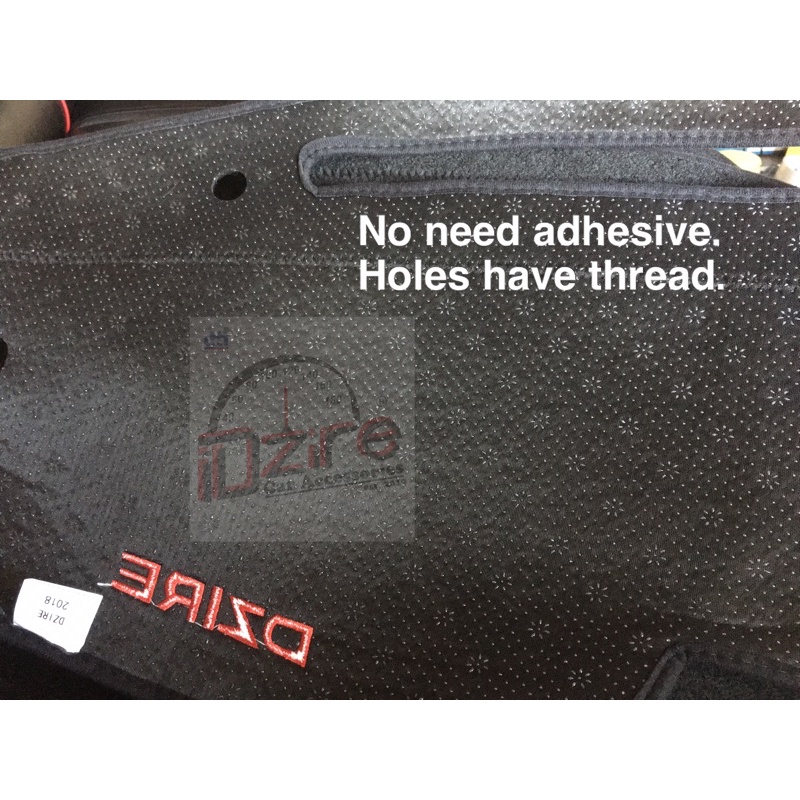 No need adhesive.
Holes have thread.
iDzire
Car Accessories
DZIRE
DZIRE
2018